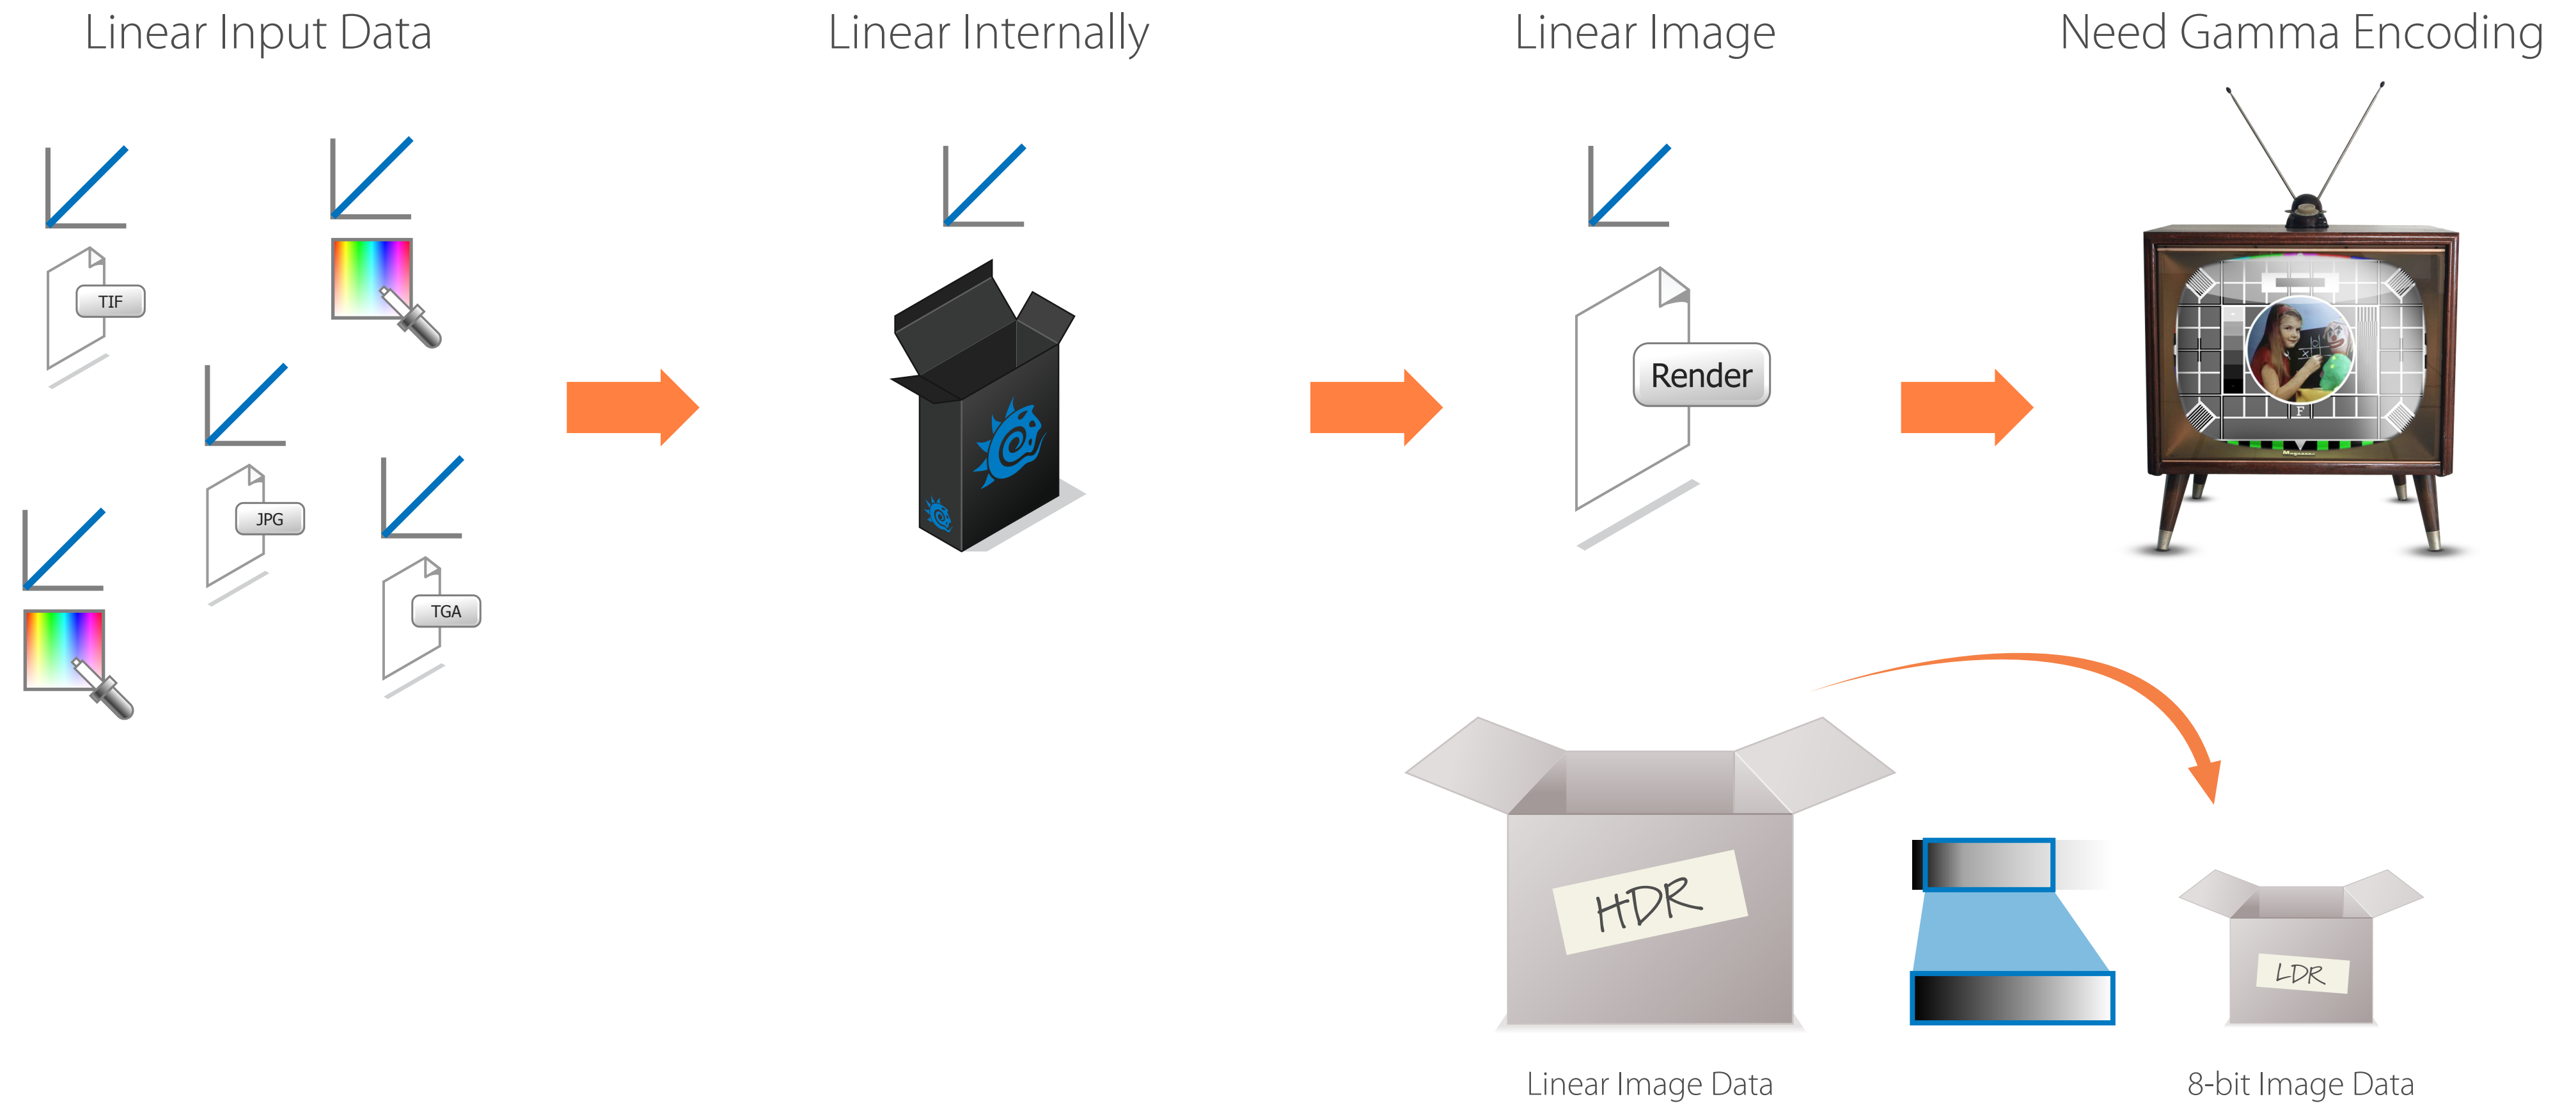 Linear Input Data
Linear Internally
Linear Image
Need Gamma Encoding
TIF
JPG
TGA
Render
X O
F
HDR
LDR
Linear Image Data
8-bit Image Data